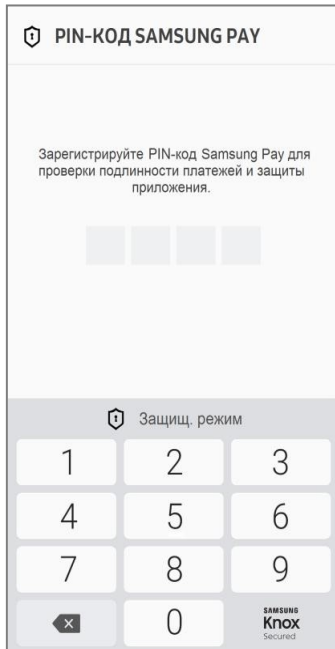 PIN-КОД SAMSUNG PAY
Зарегистрируйте PIN-код Samsung Pay для
проверки подлинности платежей и защиты
приложения.
Защищ. режим
1 2 3
4 5 6
7 8 9
0 SAMSUNG
Knox
Secured